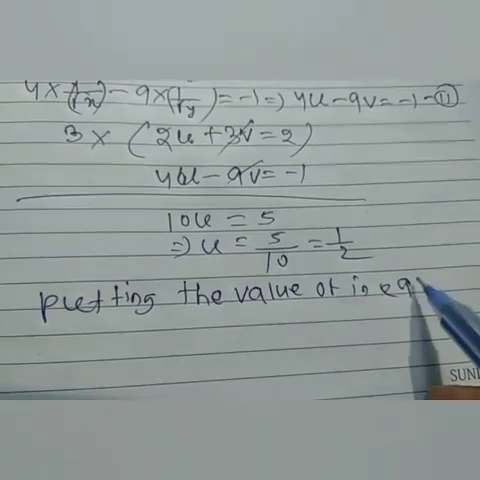 4×(1/√x) - 9×(1/√y) = -1 => 4u - 9v = -1 - (ii)
3 × (2u + 3v = 2)
4u - 9v = -1
10u = 5
=> u = 5/10 = 1/2
putting the value of in eq
SUN